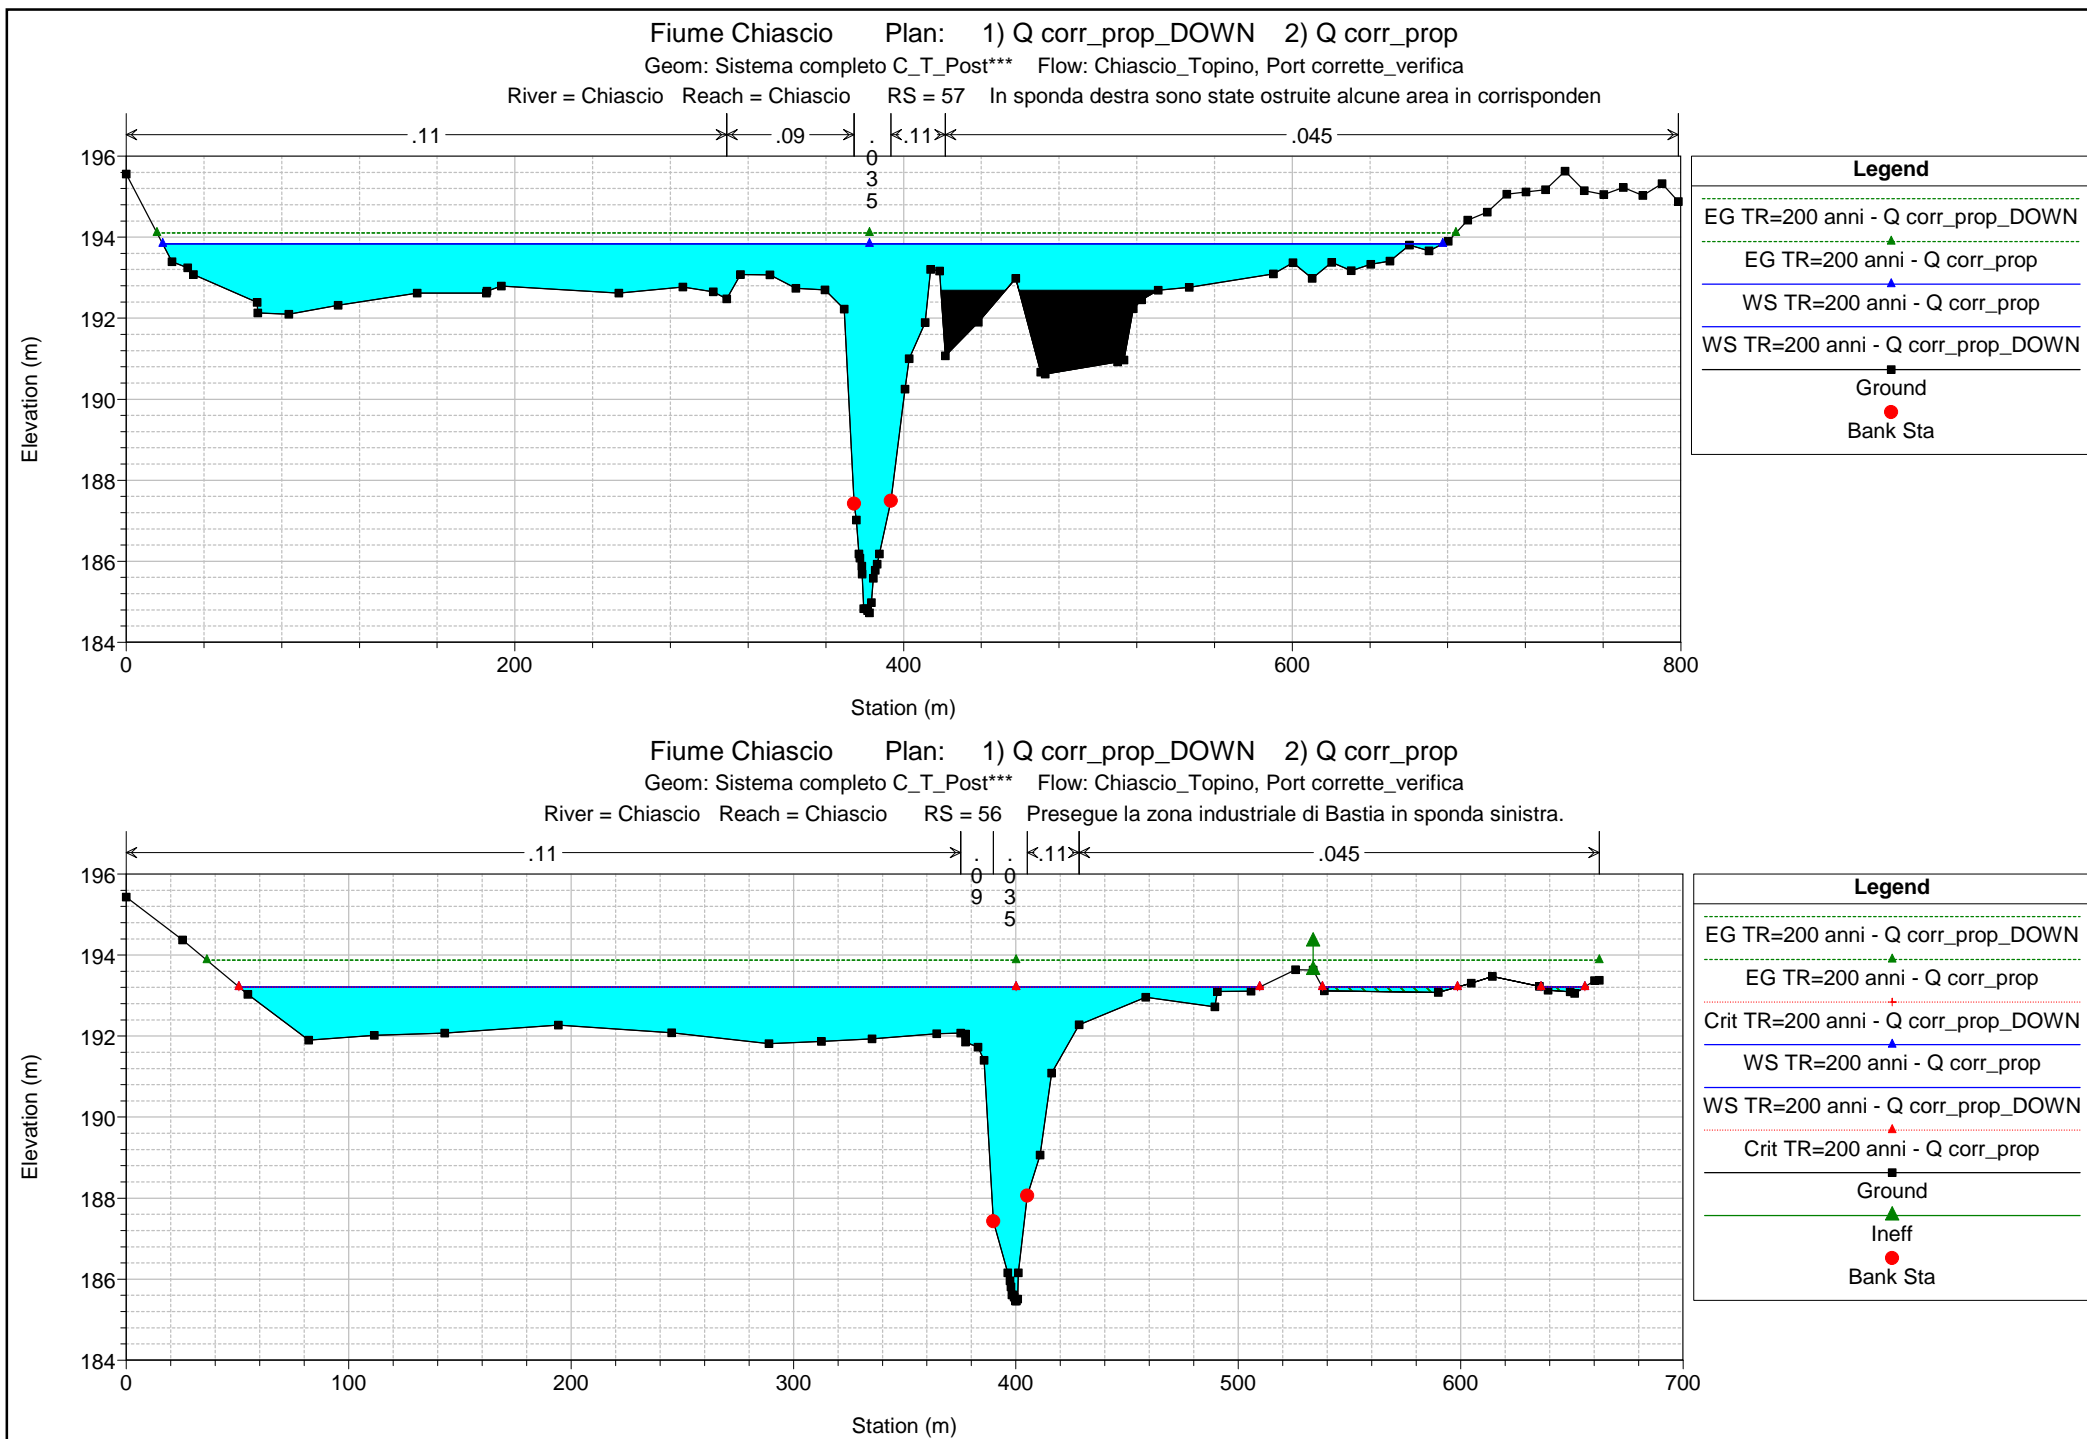 Fiume Chiascio Plan: 1) Q corr_prop_DOWN 2) Q corr_prop
Geom: Sistema completo C_T_Post*** Flow: Chiascio_Topino, Port corrette_verifica
River = Chiascio Reach = Chiascio RS = 57 In sponda destra sono state ostruite alcune area in corrisponden
.11 .09 .035 .11 .045
196
194
192
190
188
186
184
Elevation (m)
0 200 400 600 800
Station (m)
Legend
EG TR=200 anni - Q corr_prop_DOWN
EG TR=200 anni - Q corr_prop
WS TR=200 anni - Q corr_prop
WS TR=200 anni - Q corr_prop_DOWN
Ground
Bank Sta
Fiume Chiascio Plan: 1) Q corr_prop_DOWN 2) Q corr_prop
Geom: Sistema completo C_T_Post*** Flow: Chiascio_Topino, Port corrette_verifica
River = Chiascio Reach = Chiascio RS = 56 Presegue la zona industriale di Bastia in sponda sinistra.
.11 .09 .035 .11 .045
196
194
192
190
188
186
184
Elevation (m)
0 100 200 300 400 500 600 700
Station (m)
Legend
EG TR=200 anni - Q corr_prop_DOWN
EG TR=200 anni - Q corr_prop
Crit TR=200 anni - Q corr_prop_DOWN
WS TR=200 anni - Q corr_prop
WS TR=200 anni - Q corr_prop_DOWN
Crit TR=200 anni - Q corr_prop
Ground
Ineff
Bank Sta